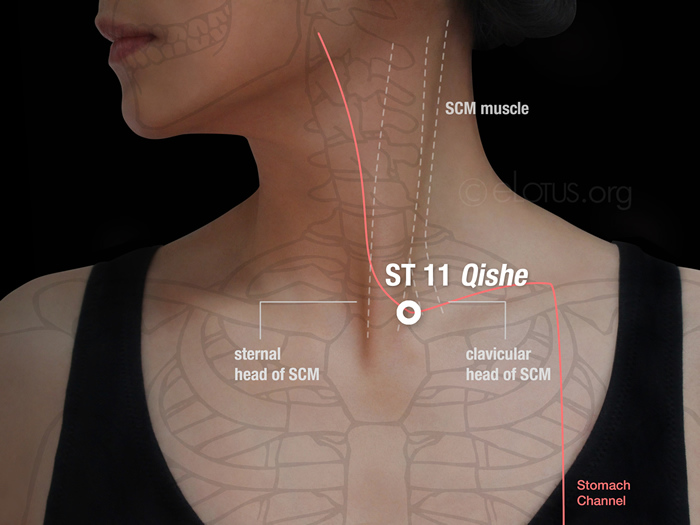 SCM muscle
© eLotus.org
ST 11 Qishe
sternal
head of SCM
clavicular
head of SCM
Stomach
Channel